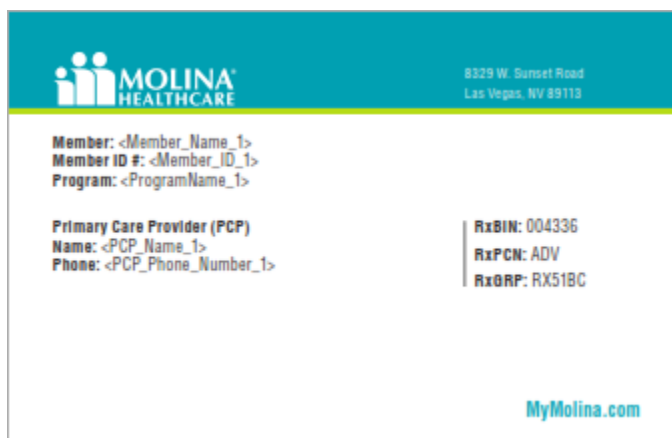 MOLINA®
HEALTHCARE
8329 W. Sunset Road
Las Vegas, NV 89113
Member: <Member_Name_1>
Member ID #: <Member_ID_1>
Program: <ProgramName_1>
Primary Care Provider (PCP)
Name: <PCP_Name_1>
Phone: <PCP_Phone_Number_1>
RxBIN: 004336
RxPCN: ADV
RxGRP: RX51BC
MyMolina.com